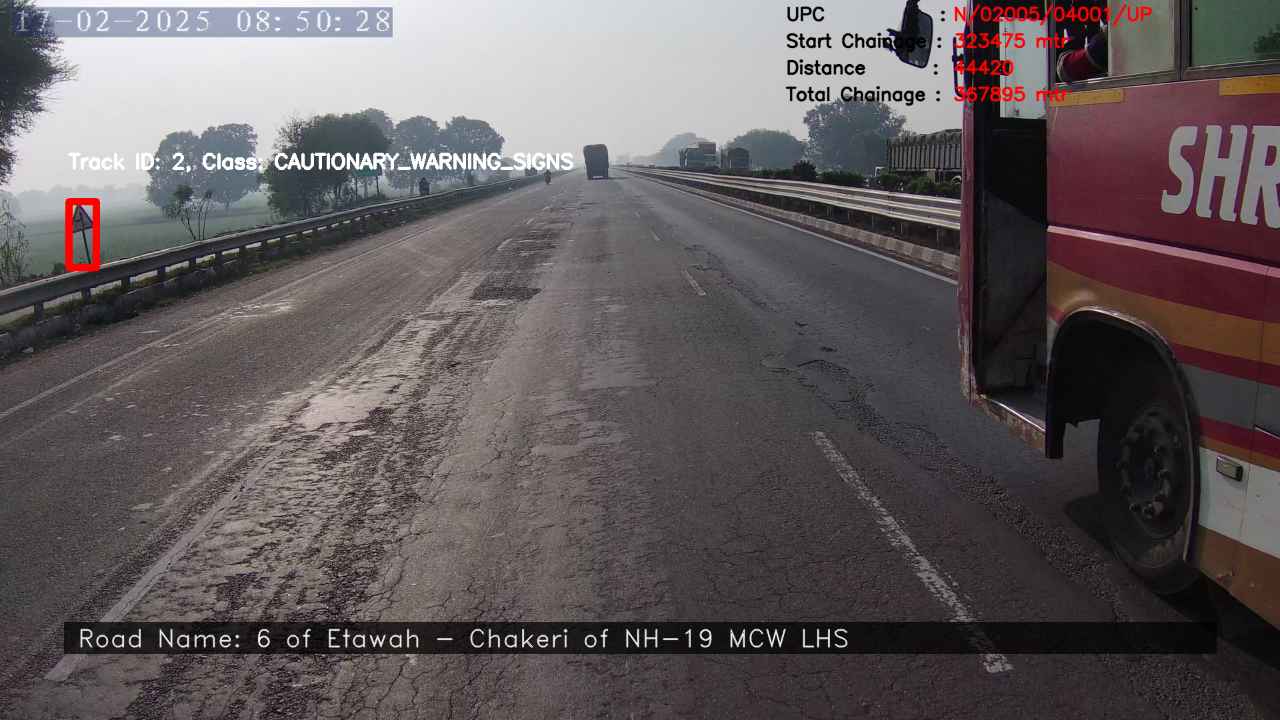 17-02-2025 08:50:28
UPC : N/02005/04001/UP
Start Chainage : 323475 mtr
Distance : 44420
Total Chainage : 367895 mtr
Track ID: 2, Class: CAUTIONARY_WARNING_SIGNS
SHR
Road Name: 6 of Etawah - Chakeri of NH-19 MCW LHS